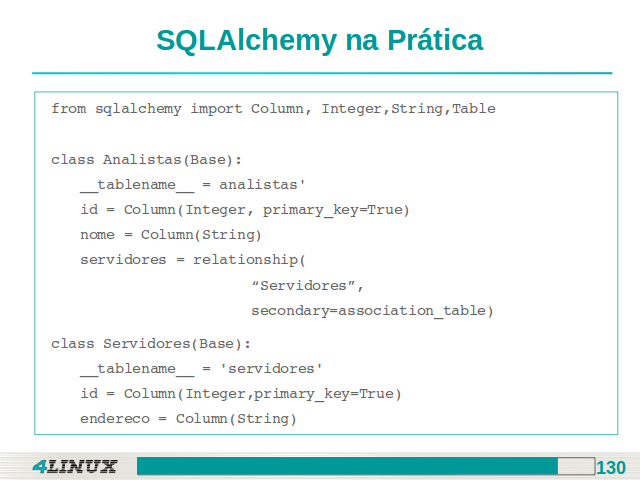 SQLAlchemy na Prática
from sqlalchemy import Column, Integer,String,Table
class Analistas(Base):
__tablename__ = analistas'
id = Column(Integer, primary_key=True)
nome = Column(String)
servidores = relationship(
“Servidores”,
secondary=association_table)
class Servidores(Base):
__tablename__ = 'servidores'
id = Column(Integer,primary_key=True)
endereco = Column(String)
4LINUX
130